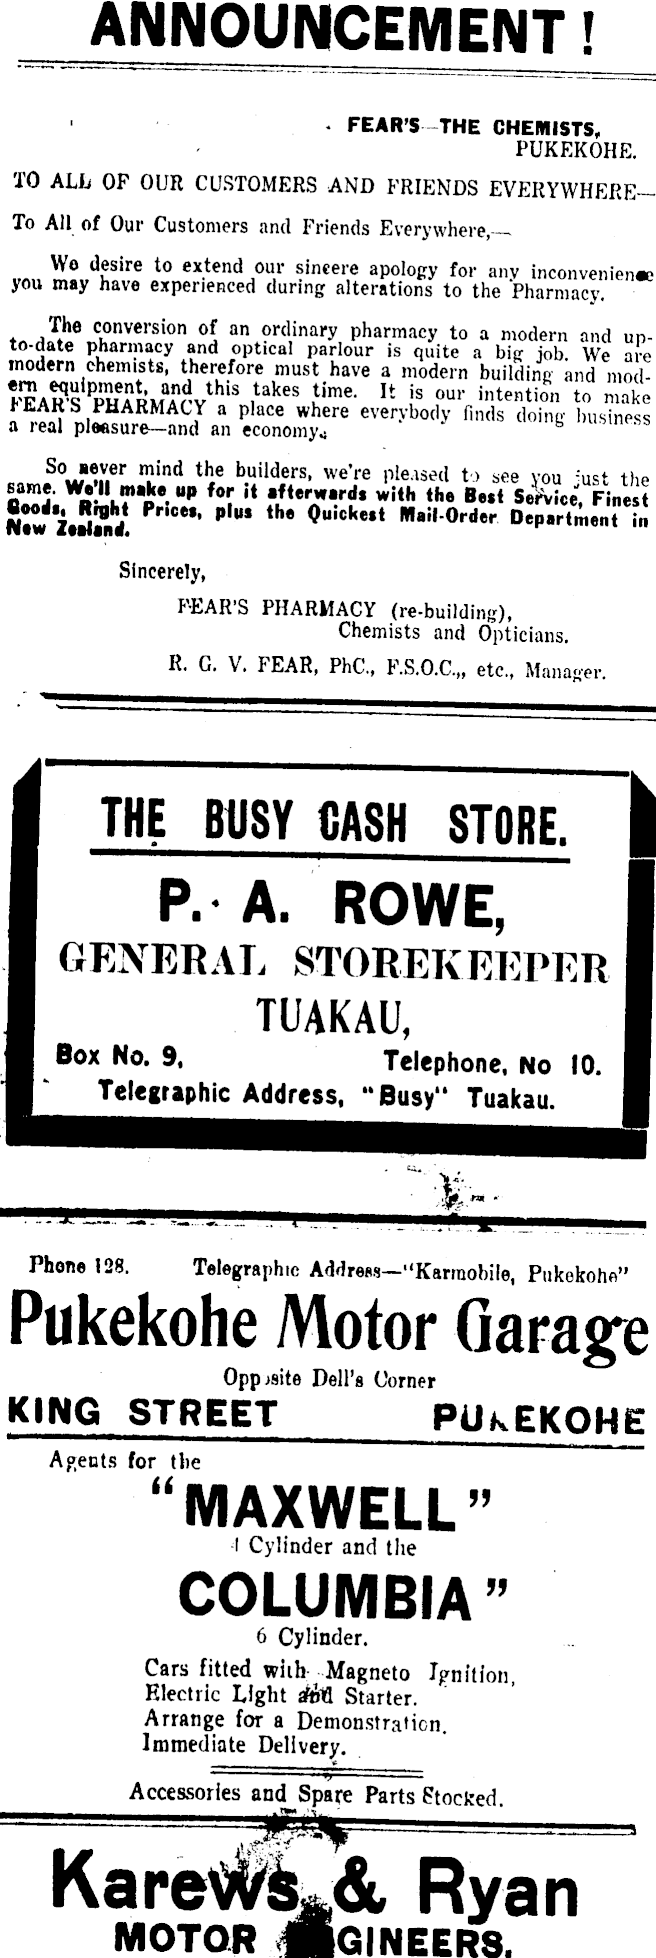 ANNOUNCEMENT!
FEAR'S—THE CHEMISTS,
PUKEKOHE.
TO ALL OF OUR CUSTOMERS AND FRIENDS EVERYWHERE—
To All of Our Customers and Friends Everywhere,—
We desire to extend our sincere apology for any inconvenience
you may have experienced during alterations to the Pharmacy.
The conversion of an ordinary pharmacy to a modern and up-
to-date pharmacy and optical parlour is quite a big job. We are
modern chemists, therefore must have a modern building and mod-
ern equipment, and this takes time. It is our intention to make
FEAR'S PHARMACY a place where everybody finds doing business
a real pleasure—and an economy.
So never mind the builders, we're pleased to see you just the
same. We'll make up for it afterwards with the Best Service, Finest
Goods, Right Prices, plus the Quickest Mail-Order Department in
New Zealand.
Sincerely,
FEAR'S PHARMACY (re-building),
Chemists and Opticians.
R. G. V. FEAR, PhC., F.S.O.C.,, etc., Manager.
THE BUSY CASH STORE.
P. A. ROWE,
GENERAL STOREKEEPER
TUAKAU,
Box No. 9, Telephone, No 10.
Telegraphic Address, "Busy" Tuakau.
Phone 128. Telegraphic Address—"Karmobile, Pukekohe"
Pukekohe Motor Garage
Opposite Dell's Corner
KING STREET PUKEKOHE
Agents for the
"MAXWELL"
4 Cylinder and the
COLUMBIA"
6 Cylinder.
Cars fitted with Magneto Ignition,
Electric Light and Starter.
Arrange for a Demonstration.
Immediate Delivery.
Accessories and Spare Parts Stocked.
Karews & Ryan
MOTOR ENGINEERS.